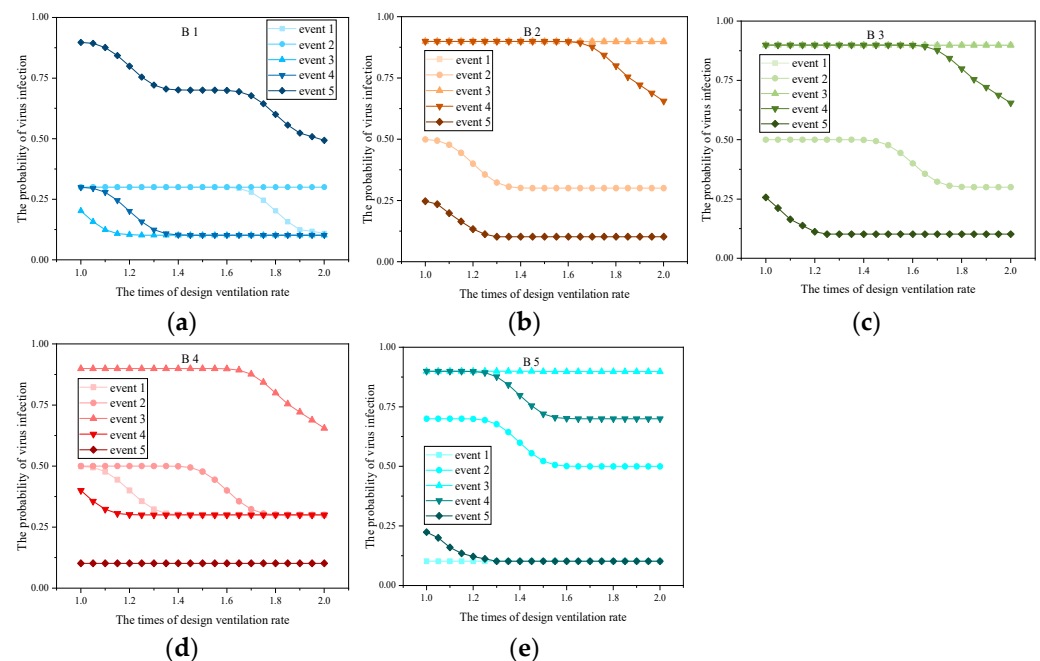 B 1
event 1
event 2
event 3
event 4
event 5
1.00
0.75
0.50
0.25
0.00
The probability of virus infection
1.0 1.2 1.4 1.6 1.8 2.0
The times of design ventilation rate
(a)
B 2
event 1
event 2
event 3
event 4
event 5
1.00
0.75
0.50
0.25
0.00
The probability of virus infection
1.0 1.2 1.4 1.6 1.8 2.0
The times of design ventilation rate
(b)
B 3
event 1
event 2
event 3
event 4
event 5
1.00
0.75
0.50
0.25
0.00
The probability of virus infection
1.0 1.2 1.4 1.6 1.8 2.0
The times of design ventilation rate
(c)
B 4
event 1
event 2
event 3
event 4
event 5
1.00
0.75
0.50
0.25
0.00
The probability of virus infection
1.0 1.2 1.4 1.6 1.8 2.0
The times of design ventilation rate
(d)
B 5
event 1
event 2
event 3
event 4
event 5
1.00
0.75
0.50
0.25
0.00
The probability of virus infection
1.0 1.2 1.4 1.6 1.8 2.0
The times of design ventilation rate
(e)